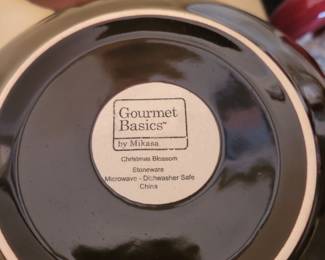 Gourmet
Basics™
by Mikasa
Christmas Blossom
Stoneware
Microwave - Dishwasher Safe
China